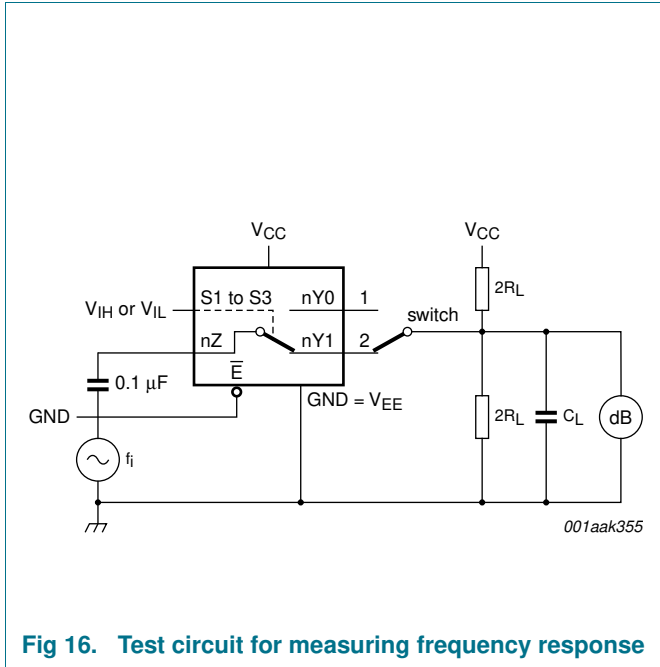 VCC
VCC
S1 to S3
nY0
1
2RL
VIH or VIL
switch
nZ
nY1
2
E
0.1 μF
GND = VEE
GND
2RL
CL
dB
fi
001aak355
Fig 16. Test circuit for measuring frequency response